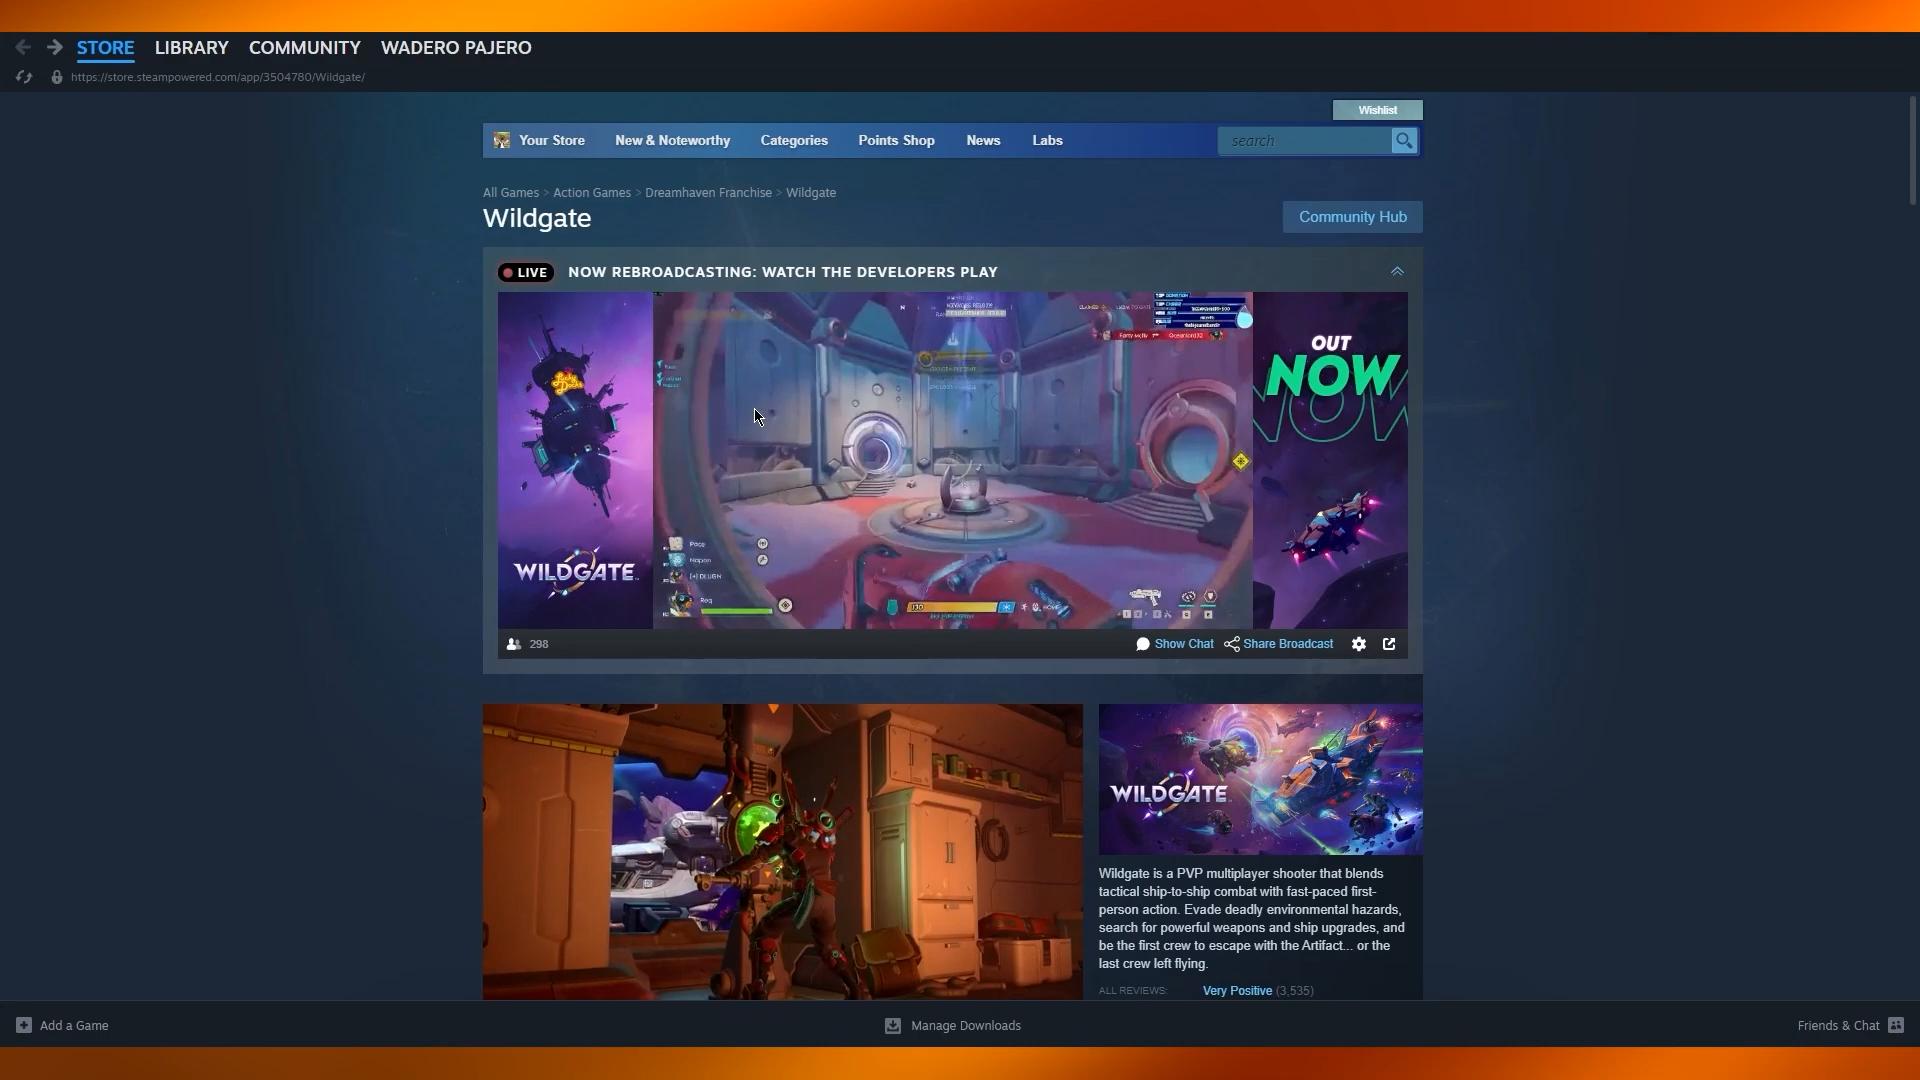 STORE LIBRARY COMMUNITY WADERO PAJERO
https://store.steampowered.com/app/3504780/Wildgate/
Wishlist
Your Store New & Noteworthy Categories Points Shop News Labs search
All Games > Action Games > Dreamhaven Franchise > Wildgate
Wildgate
Community Hub
LIVE NOW REBROADCASTING: WATCH THE DEVELOPERS PLAY
Lucky Docks
OUT
NOW
WILDGATE
298
Show Chat Share Broadcast
WILDGATE
Wildgate is a PVP multiplayer shooter that blends
tactical ship-to-ship combat with fast-paced first-
person action. Evade deadly environmental hazards,
search for powerful weapons and ship upgrades, and
be the first crew to escape with the Artifact... or the
last crew left flying.
ALL REVIEWS: Very Positive (3,535)
Add a Game Manage Downloads Friends & Chat